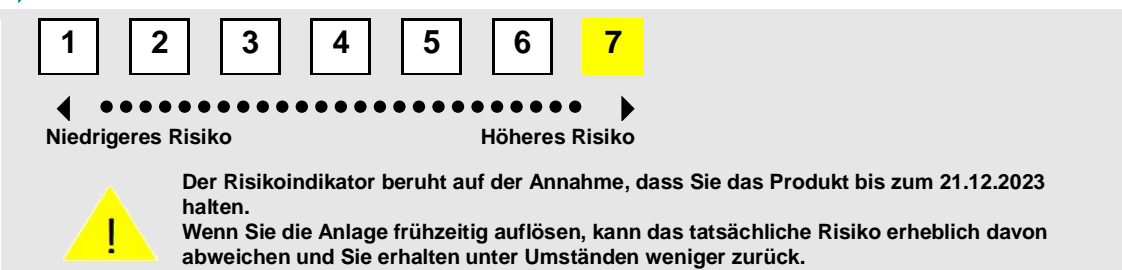 1 2 3 4 5 6 7
Niedrigeres Risiko Höheres Risiko
Der Risikoindikator beruht auf der Annahme, dass Sie das Produkt bis zum 21.12.2023
halten.
Wenn Sie die Anlage frühzeitig auflösen, kann das tatsächliche Risiko erheblich davon
abweichen und Sie erhalten unter Umständen weniger zurück.